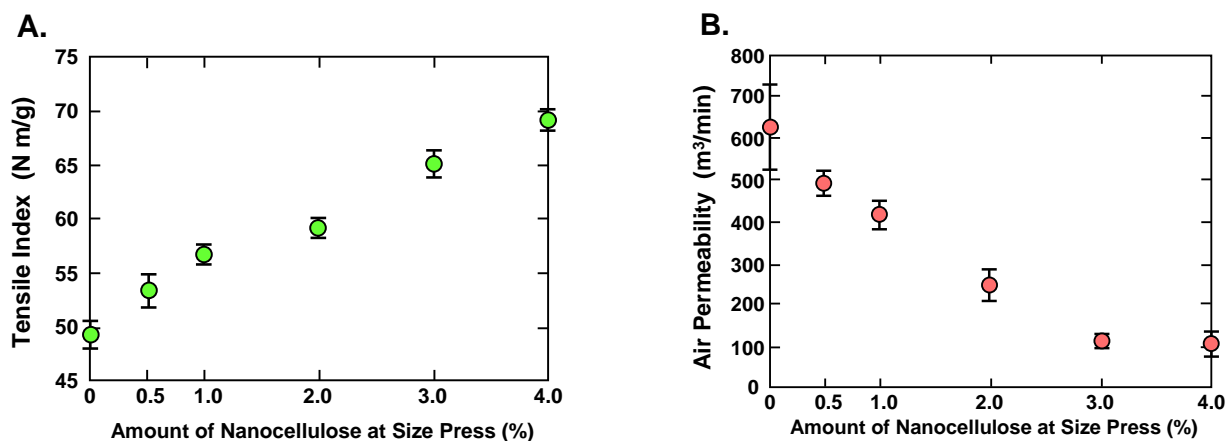 A.
75
70
65
60
55
50
45
Tensile Index (N m/g)
0 0.5 1.0 2.0 3.0 4.0
Amount of Nanocellulose at Size Press (%)
B.
800
700
600
500
400
300
200
100
0
Air Permeability (m³/min)
0 0.5 1.0 2.0 3.0 4.0
Amount of Nanocellulose at Size Press (%)